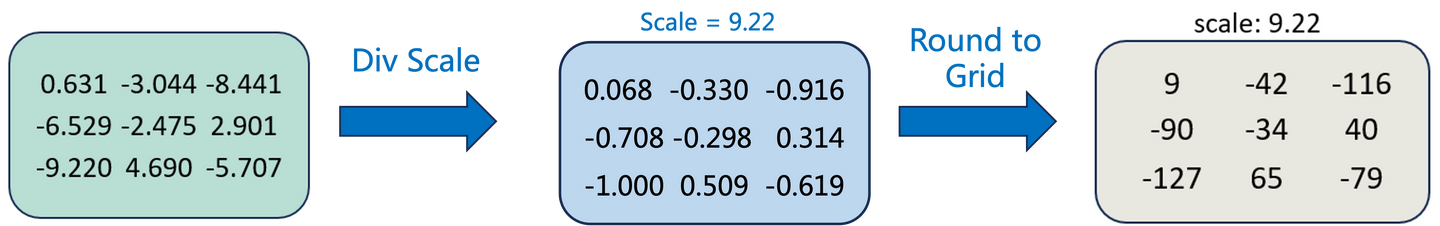 0.631 -3.044 -8.441
-6.529 -2.475 2.901
-9.220 4.690 -5.707
Div Scale
Scale = 9.22
0.068 -0.330 -0.916
-0.708 -0.298 0.314
-1.000 0.509 -0.619
Round to
Grid
scale: 9.22
9 -42 -116
-90 -34 40
-127 65 -79